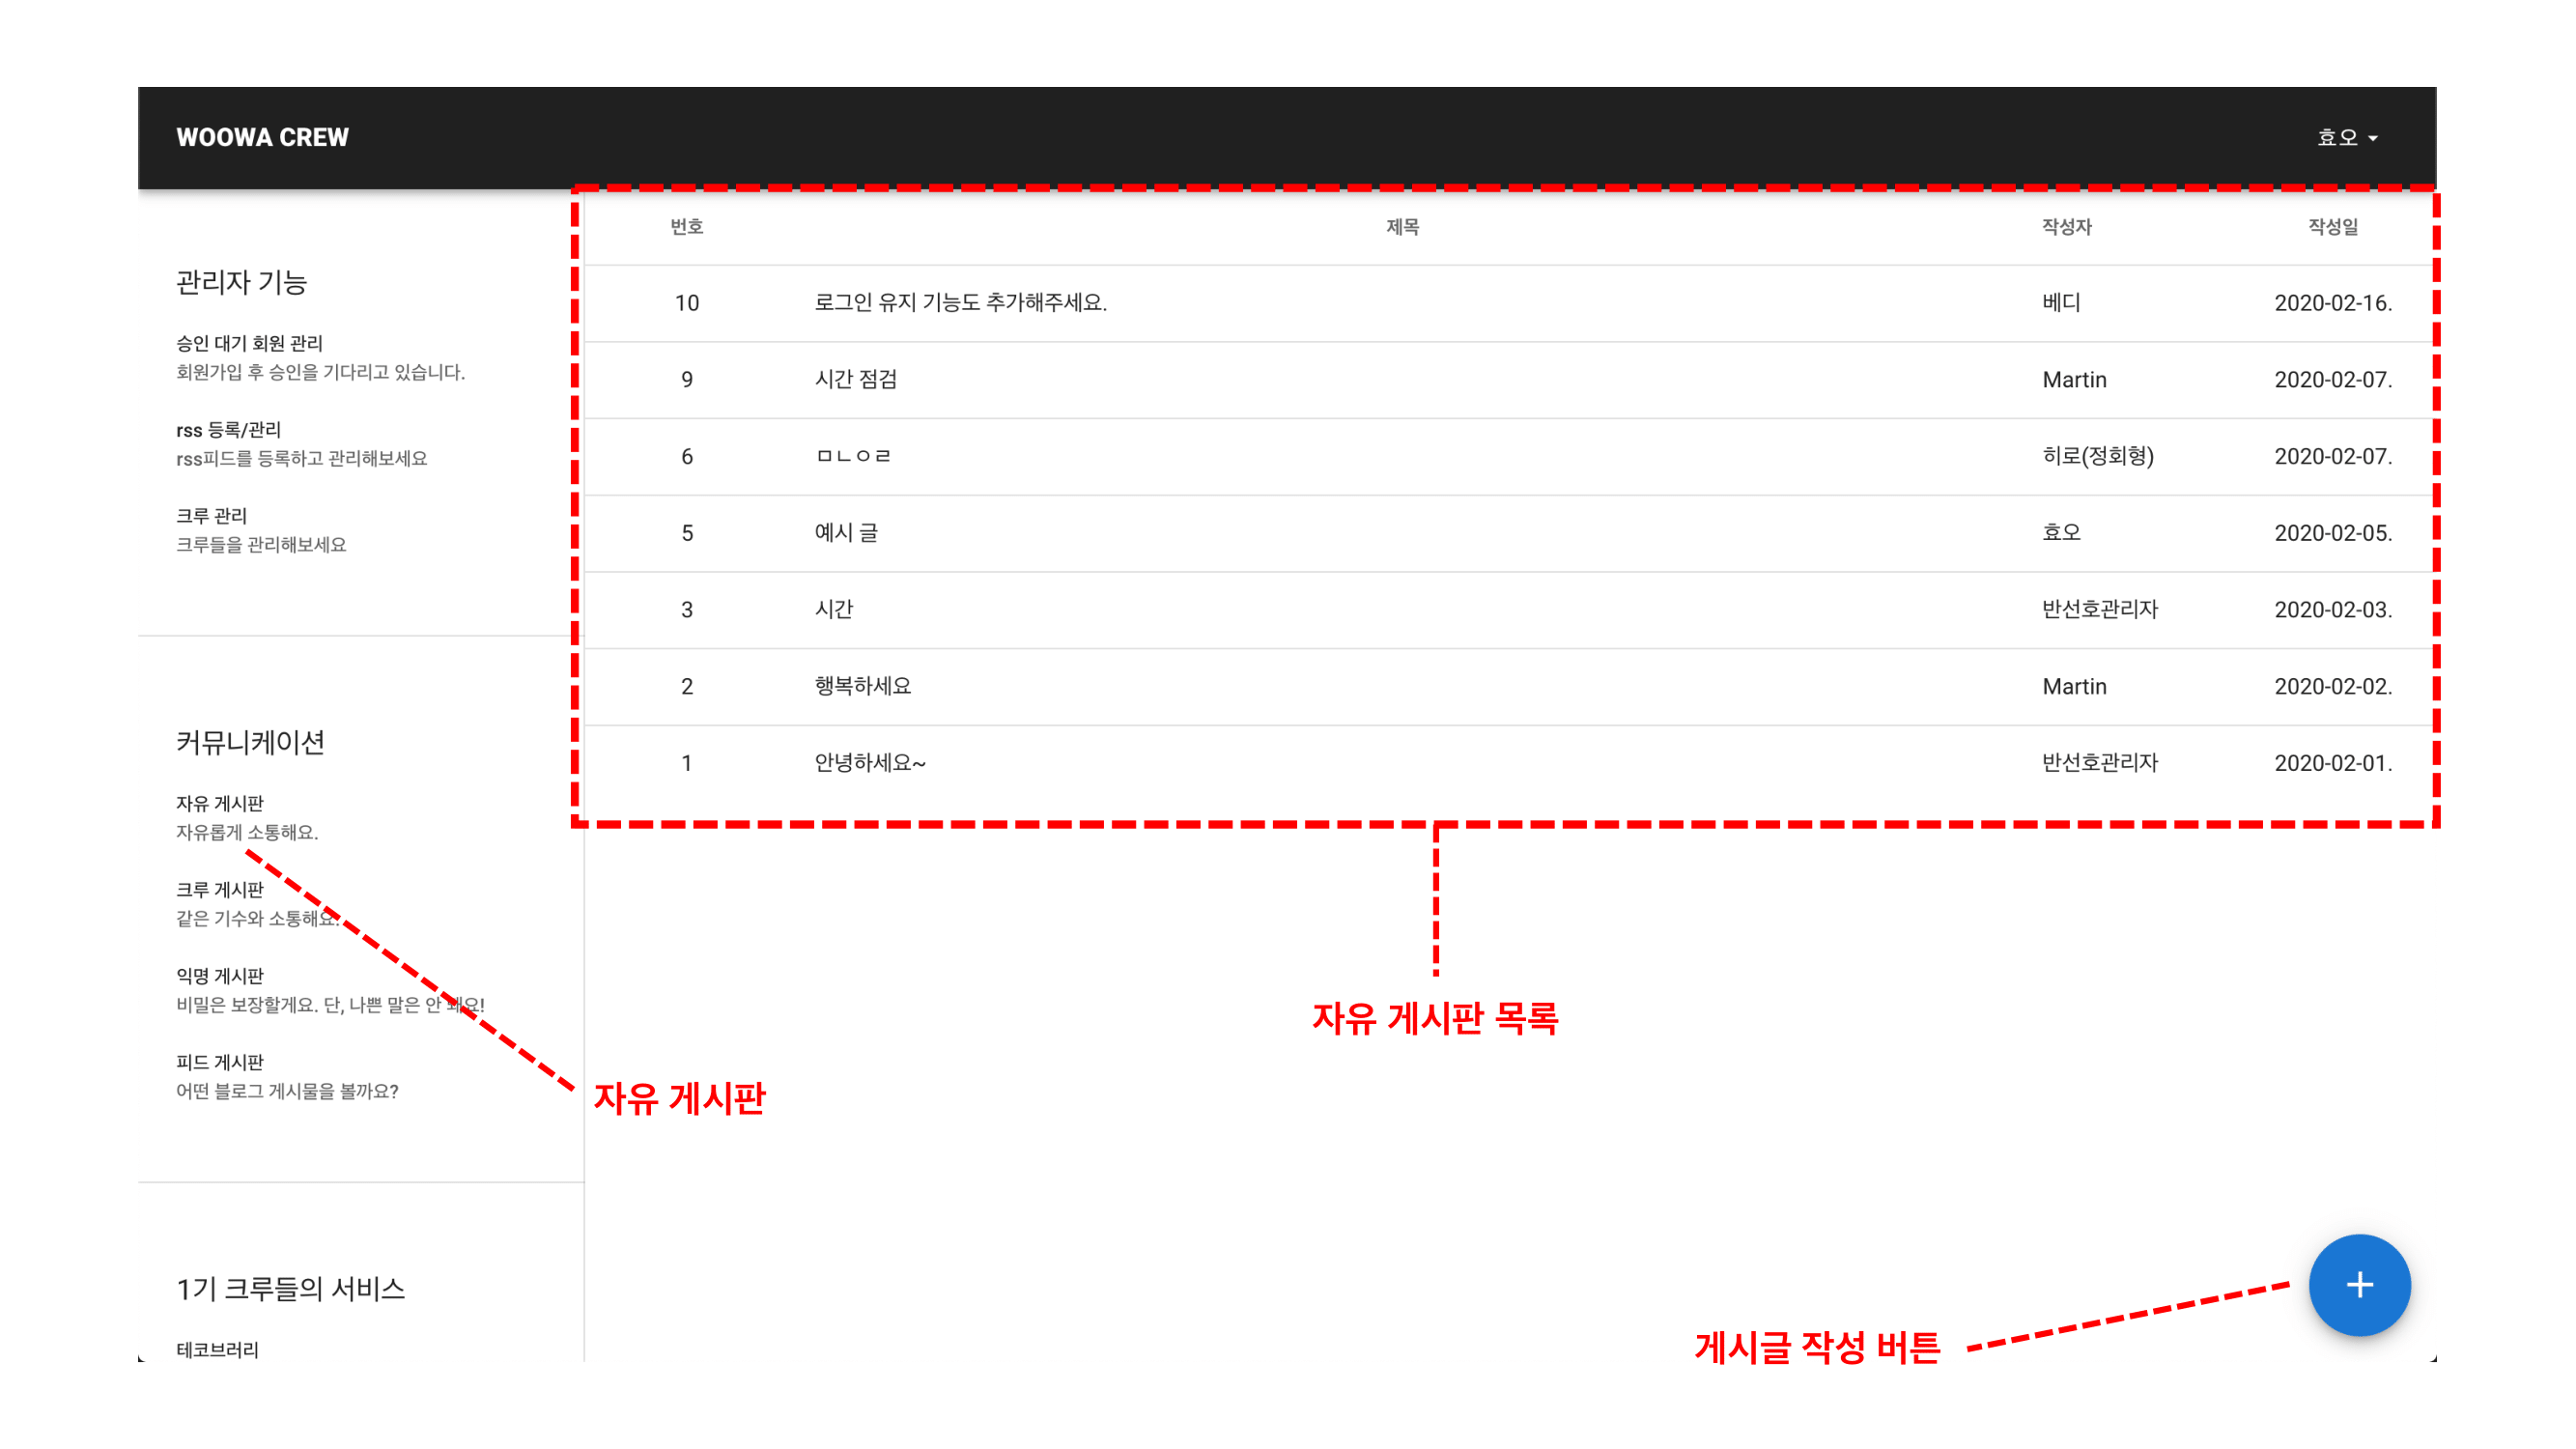 WOOWA CREW
효오
관리자 기능
승인 대기 회원 관리
회원가입 후 승인을 기다리고 있습니다.
rss 등록/관리
rss피드를 등록하고 관리해보세요
크루 관리
크루들을 관리해보세요
커뮤니케이션
자유 게시판
자유롭게 소통해요.
크루 게시판
같은 기수와 소통해요.
익명 게시판
비밀은 보장할게요. 단, 나쁜 말은 안 돼요!
피드 게시판
어떤 블로그 게시물을 볼까요?
1기 크루들의 서비스
테코브러리
번호 제목 작성자 작성일
10 로그인 유지 기능도 추가해주세요. 베디 2020-02-16.
9 시간 점검 Martin 2020-02-07.
6 ㅁㄴㅇㄹ 히로(정회형) 2020-02-07.
5 예시 글 효오 2020-02-05.
3 시간 반선호관리자 2020-02-03.
2 행복하세요 Martin 2020-02-02.
1 안녕하세요~ 반선호관리자 2020-02-01.
자유 게시판 목록
자유 게시판
게시글 작성 버튼